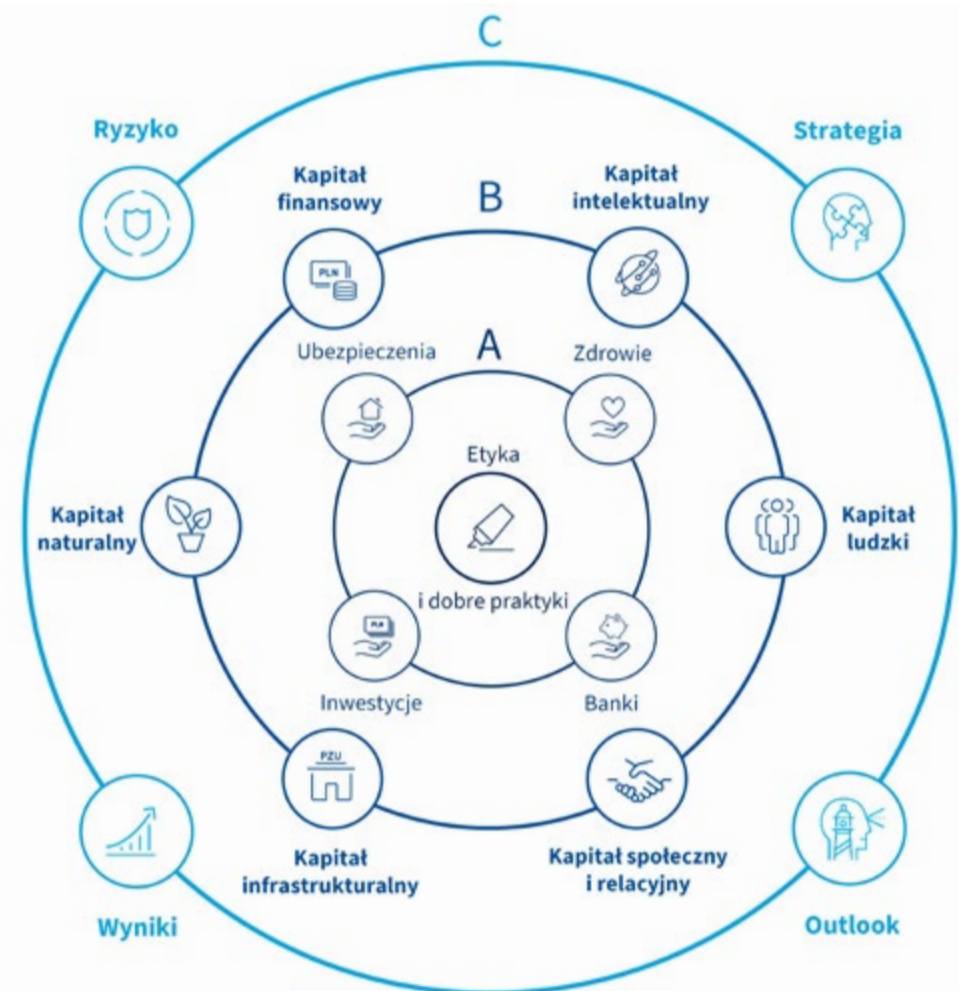 C
Ryzyko
Strategia
Kapitał
finansowy
B
Kapitał
intelektualny
PLN
Ubezpieczenia
A
Zdrowie
Etyka
Kapitał
naturalny
Kapitał
ludzki
i dobre praktyki
PLN
Inwestycje
Banki
PZU
Kapitał
infrastrukturalny
Kapitał społeczny
i relacyjny
Wyniki
Outlook